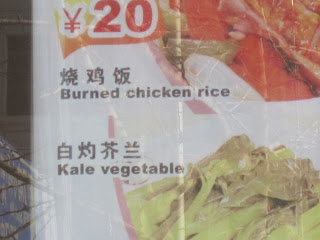 ¥20
烧鸡饭
Burned chicken rice
白灼芥兰
Kale vegetable